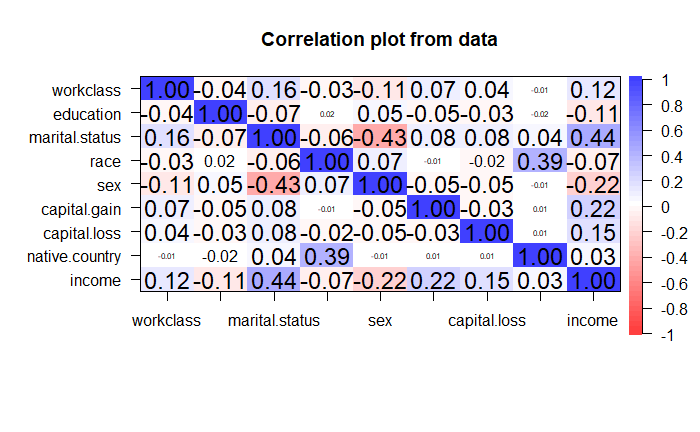 Correlation plot from data
workclass 1.00 -0.04 0.16 -0.03 -0.11 0.07 0.04 -0.01 0.12
education -0.04 1.00 -0.07 0.02 0.05 -0.05 -0.03 -0.02 -0.11
marital.status 0.16 -0.07 1.00 -0.06 -0.43 0.08 0.08 0.04 0.44
race -0.03 0.02 -0.06 1.00 0.07 -0.01 -0.02 0.39 -0.07
sex -0.11 0.05 -0.43 0.07 1.00 -0.05 -0.05 -0.01 -0.22
capital.gain 0.07 -0.05 0.08 -0.01 -0.05 1.00 -0.03 0.01 0.22
capital.loss 0.04 -0.03 0.08 -0.02 -0.05 -0.03 1.00 0.01 0.15
native.country -0.01 -0.02 0.04 0.39 -0.01 0.01 0.01 1.00 0.03
income 0.12 -0.11 0.44 -0.07 -0.22 0.22 0.15 0.03 1.00
workclass marital.status sex capital.loss income
1
0.8
0.6
0.4
0.2
0
-0.2
-0.4
-0.6
-0.8
-1